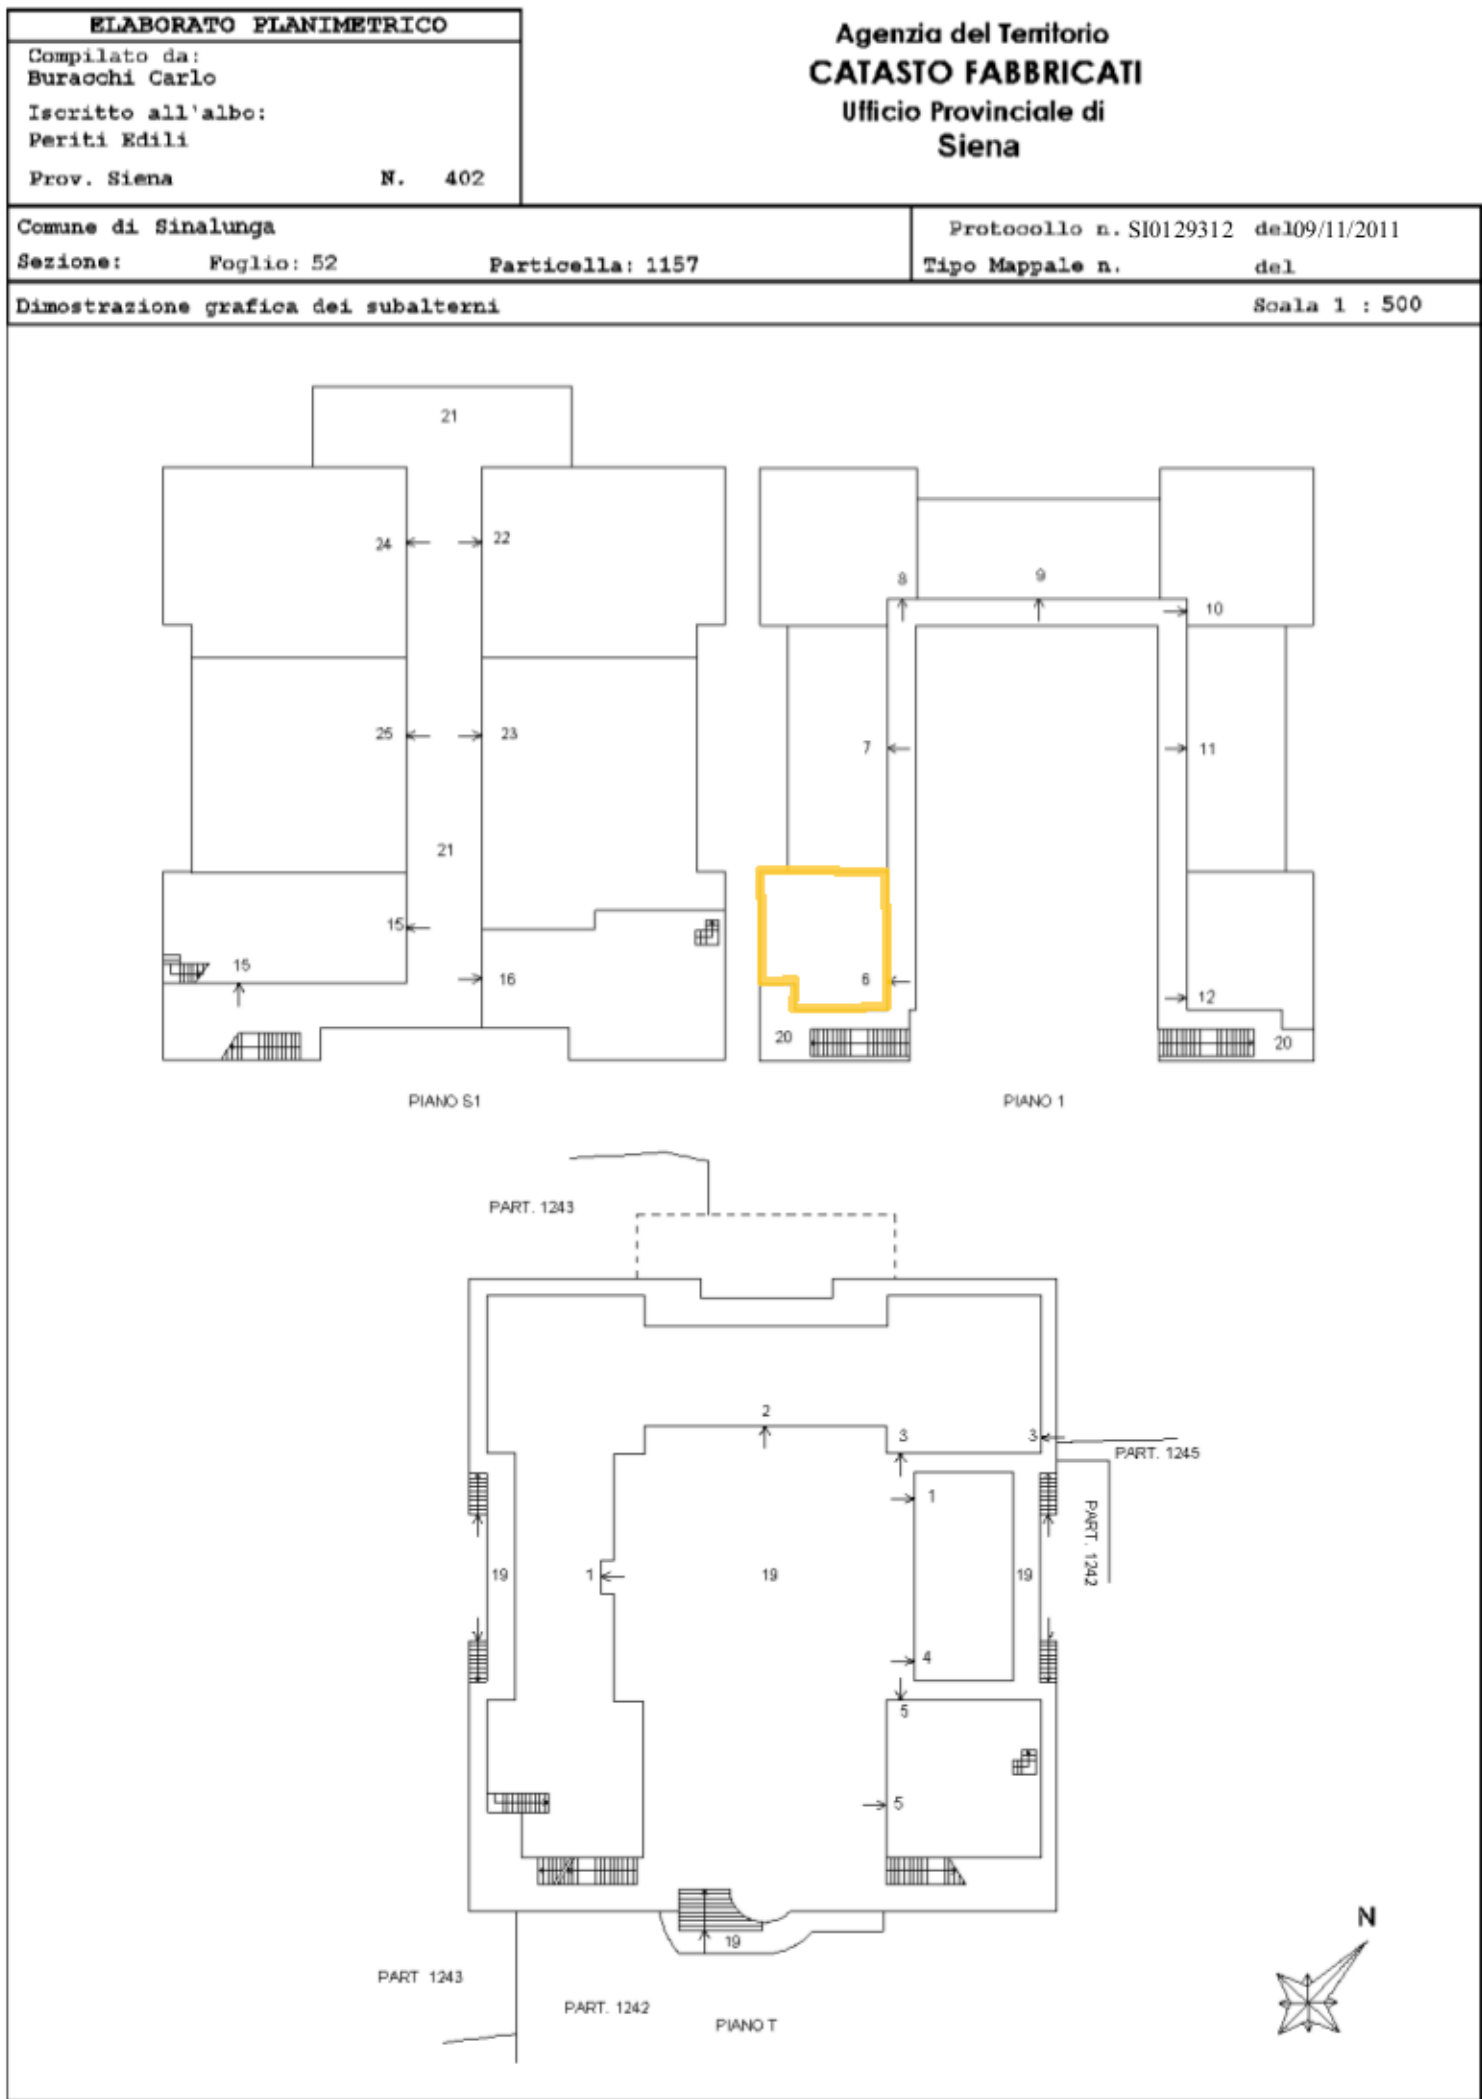 ELABORATO PLANIMETRICO
Compilato da:
Buracchi Carlo
Iscritto all'albo:
Periti Edili
Prov. Siena N. 402
Agenzia del Territorio
CATASTO FABBRICATI
Ufficio Provinciale di
Siena
Comune di Sinalunga
Sezione: Foglio: 52 Particella: 1157
Protocollo n. SI0129312 del09/11/2011
Tipo Mappale n. del
Dimostrazione grafica dei subalterni Scala 1 : 500
21
24 22
25 23
21
15
15 16
PIANO S1
8 9 10
7 11
6 12
20 20
PIANO 1
PART. 1243
2
3 3
PART. 1245
1
PART. 1242
19 1 19 19
4
5
5
19
PART 1243
PART. 1242
PIANO T
N